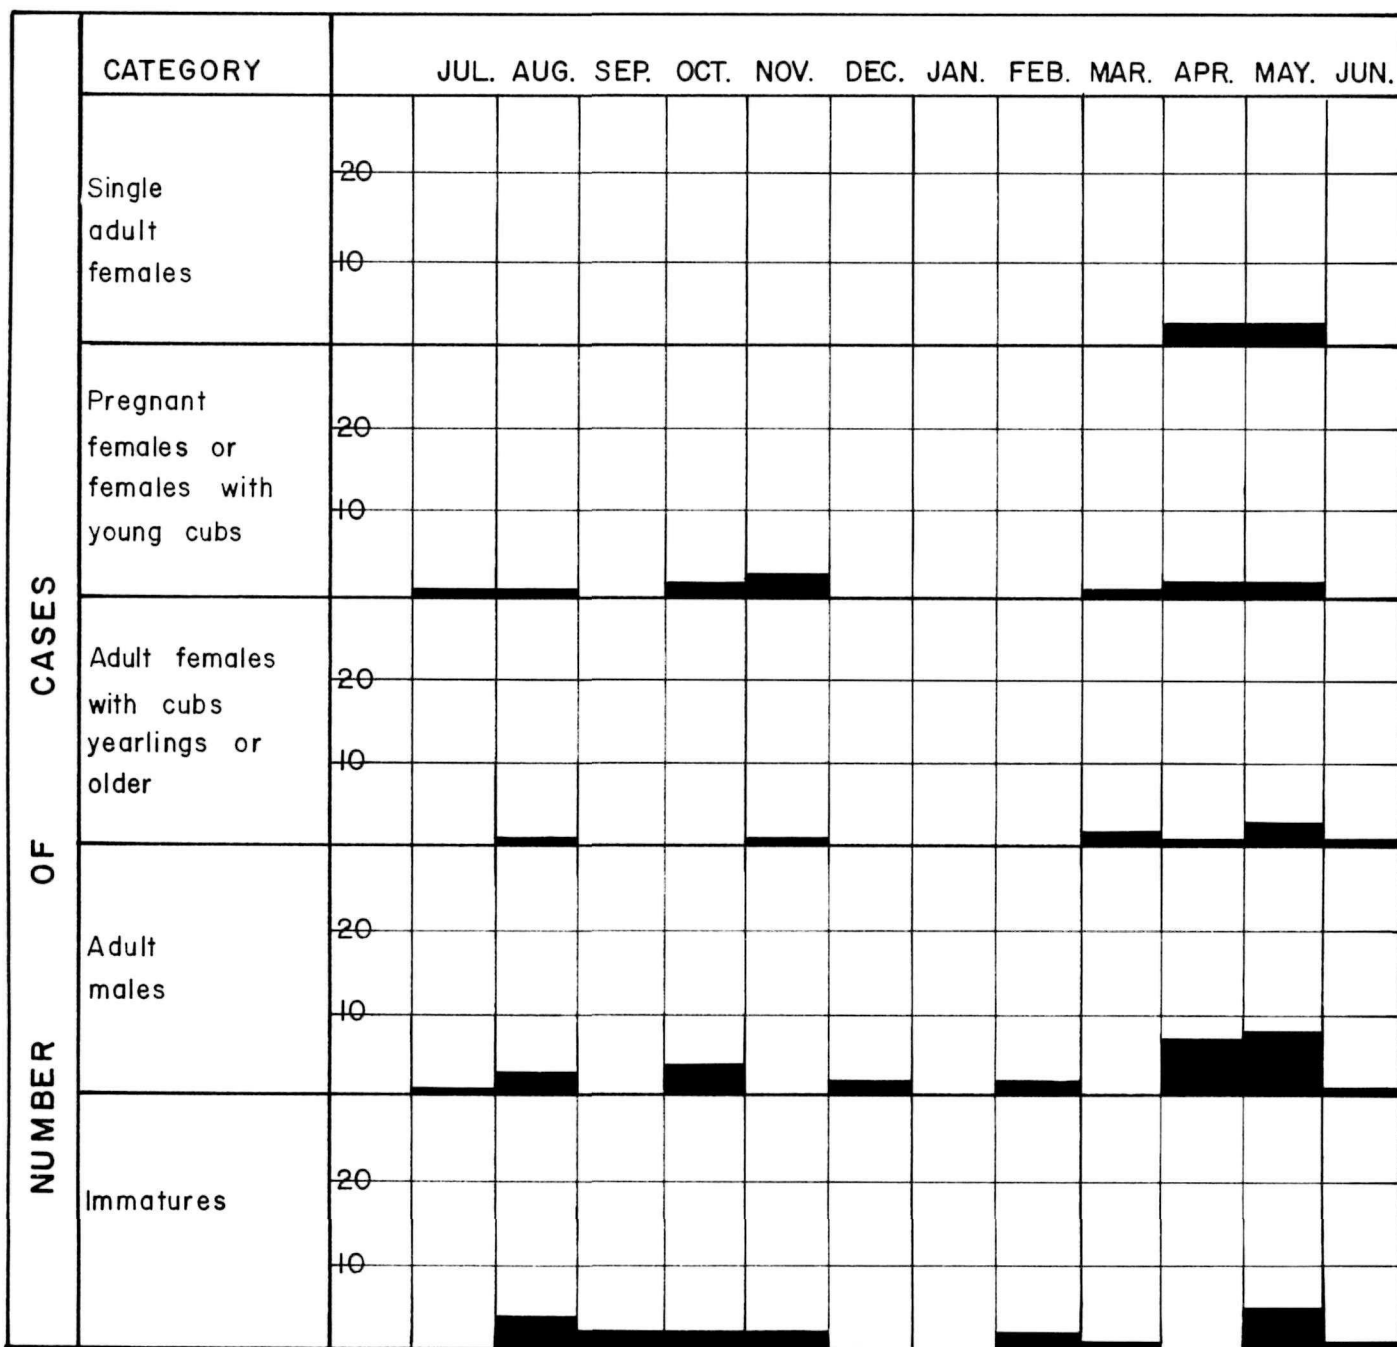 CATEGORY JUL. AUG. SEP. OCT. NOV. DEC. JAN. FEB. MAR. APR. MAY. JUN.
NUMBER OF CASES
Single
adult
females
20
10
Pregnant
females or
females with
young cubs
20
10
Adult females
with cubs
yearlings or
older
20
10
Adult
males
20
10
Immatures
20
10